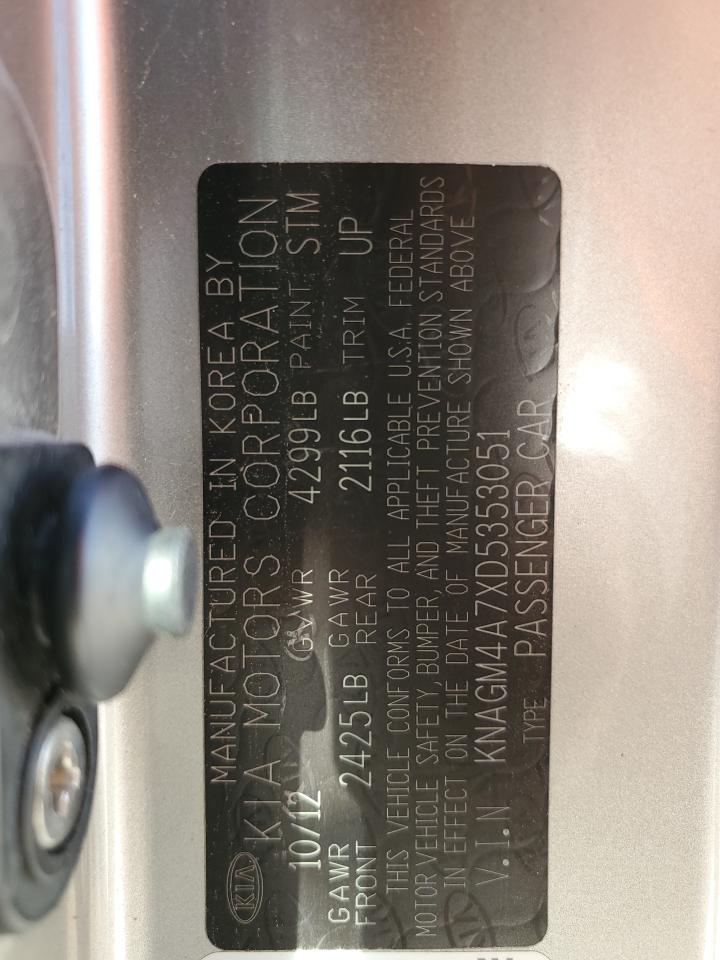 MANUFACTURED IN KOREA BY
KIA KIA MOTORS CORPORATION
10/12 GVWR 4299LB PAINT STM
GAWR FRONT 2425LB GAWR REAR 2116LB TRIM UP
THIS VEHICLE CONFORMS TO ALL APPLICABLE U.S.A. FEDERAL
MOTOR VEHICLE SAFETY, BUMPER, AND THEFT PREVENTION STANDARDS
IN EFFECT ON THE DATE OF MANUFACTURE SHOWN ABOVE.
V.I.N KNAGM4A7XD5353051
TYPE PASSENGER CAR